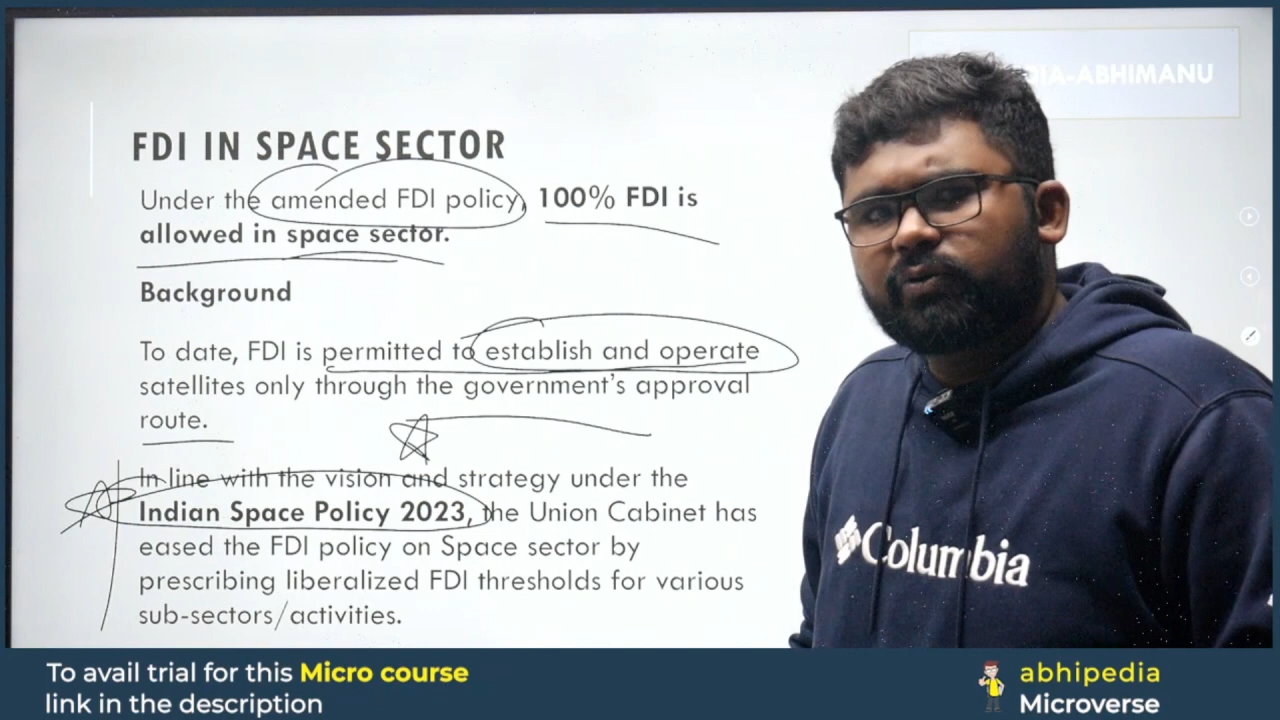 ABHIMANU
FDI IN SPACE SECTOR
Under the amended FDI policy, 100% FDI is
allowed in space sector.
Background
To date, FDI is permitted to establish and operate
satellites only through the government's approval
route.
In line with the vision and strategy under the
Indian Space Policy 2023, the Union Cabinet has
eased the FDI policy on Space sector by
prescribing liberalized FDI thresholds for various
sub-sectors/activities.
Columbia
To avail trial for this Micro course
link in the description
abhipedia
Microverse